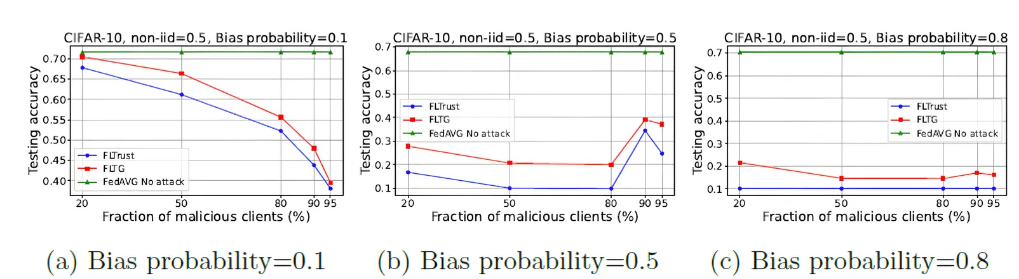 CIFAR-10, non-iid=0.5, Bias probability=0.1
Testing accuracy
0.70
0.65
0.60
0.55
0.50
0.45
0.40
FLTrust
FLTG
FedAVG No attack
20 50 80 90 95
Fraction of malicious clients (%)
(a) Bias probability=0.1
CIFAR-10, non-iid=0.5, Bias probability=0.5
Testing accuracy
0.7
0.6
0.5
0.4
0.3
0.2
0.1
FLTrust
FLTG
FedAVG No attack
20 50 80 90 95
Fraction of malicious clients (%)
(b) Bias probability=0.5
CIFAR-10, non-iid=0.5, Bias probability=0.8
Testing accuracy
0.7
0.6
0.5
0.4
0.3
0.2
0.1
FLTrust
FLTG
FedAVG No attack
20 50 80 90 95
Fraction of malicious clients (%)
(c) Bias probability=0.8